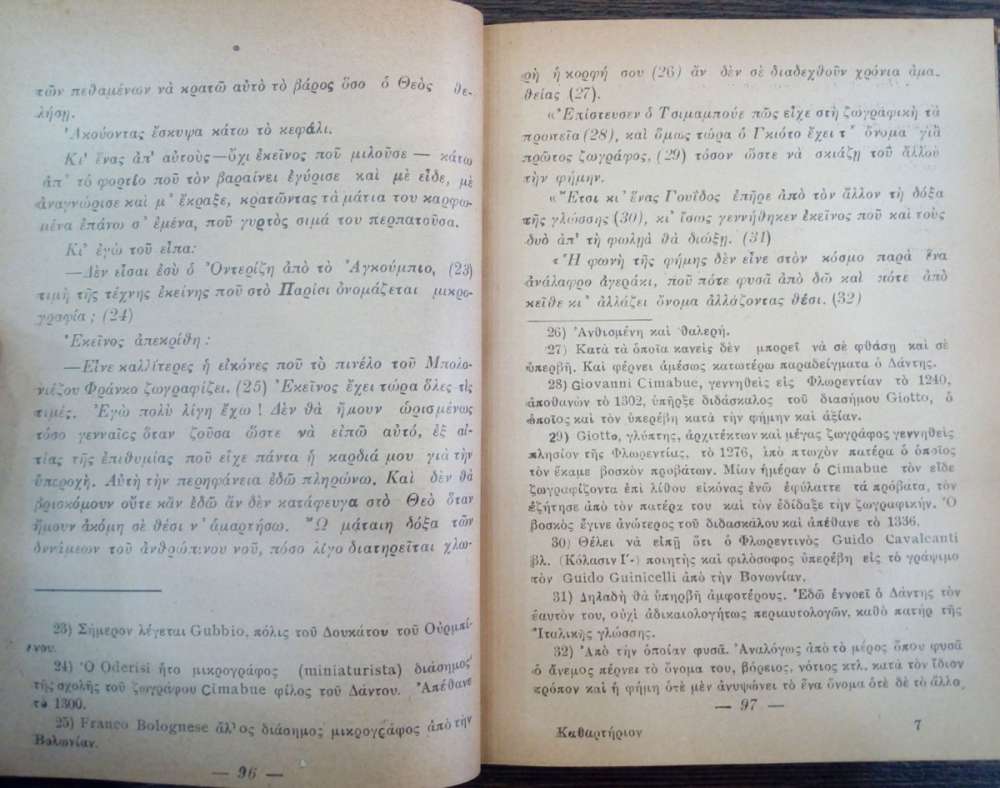 τῶν πεθαμένων νὰ κρατῶ αὐτὸ τὸ βάρος ὅσο ὁ Θεὸς θε-
λήσῃ.
Ἀκούοντας ἔσκυψα κάτω τὸ κεφάλι.
Κι' ἕνας ἀπ' αὐτοὺς—ὄχι ἐκεῖνος ποῦ μιλοῦσε — κάτω
ἀπ' τὸ φορτίο ποῦ τὸν βαραίνει ἐγύρισε καὶ μὲ εἶδε, μὲ
ἀναγνώρισε καὶ μ' ἔκραξε, κρατῶντας τὰ μάτια του καρφω-
μένα ἐπάνω σ' ἐμένα, ποῦ γυρτὸς σιμά του περπατοῦσα.
Κι' ἐγὼ τοῦ εἶπα:
—Δὲν εἶσαι ἐσὺ ὁ Ὀντερίζη ἀπὸ τὸ Ἀγκούμπιο, (23)
τιμὴ τῆς τέχνης ἐκείνης ποῦ στὸ Παρίσι ὀνομάζεται μικρο-
γραφία ; (24)
Ἐκεῖνος ἀπεκρίθη :
—Εἶνε καλλίτερες ᾑ εἰκόνες ποῦ τὸ πινέλο τοῦ Μπολο-
νιέζου Φράνκο ζωγραφίζει. (25) Ἐκεῖνος ἔχει τώρα ὅλες τὶς
τιμές. Ἐγὼ πολὺ λίγη ἔχω ! Δὲν θὰ ἤμουν ὡρισμένως
τόσο γενναῖος ὅταν ζοῦσα ὥστε νὰ εἰπῶ αὐτό, ἐξ αἰ-
τίας τῆς ἐπιθυμίας ποῦ εἶχε πάντα ἡ καρδιά μου γιὰ τὴν
ὑπεροχή. Αὐτὴ τὴν περηφάνεια ἐδῶ πληρώνω, Καὶ δὲν θὰ
βρισκόμουν οὔτε κἂν ἐδῶ ἂν δὲν κατάφευγα στὸ Θεὸ ὅταν
ἤμουν ἀκόμη σὲ θέσι ν' ἁμαρτήσω. Ὢ μάταιη δόξα τῶν
δυνάμεων τοῦ ἀνθρώπινου νοῦ, πόσο λίγο διατηρεῖται χλω-
23) Σήμερον λέγεται Gubbio, πόλις τοῦ Δουκάτου τοῦ Οὐρμπί-
νου.
24) Ὁ Oderisi ἦτο μικρογράφος (miniaturista) διάσημος
τῆς σχολῆς τοῦ ζωγράφου Cimabue φίλος τοῦ Δάντου. Ἀπέθανε
τὸ 1300.
25) Franco Bolognese ἄλλος διάσημος μικρογράφος ἀπὸ τὴν
Βολωνίαν.
— 96 —
ρὴ ἡ κορφή σου (26) ἂν δὲν σὲ διαδεχθοῦν χρόνια ἀμα-
θείας (27).
«Ἐπίστευσεν ὁ Τσιμαμπούε πῶς εἶχε στὴ ζωγραφικὴ τὰ
πρωτεῖα (28), καὶ ὅμως τώρα ὁ Γκιότο ἔχει τ' ὄνομα γιὰ
πρῶτος ζωγράφος, (29) τόσον ὥστε νὰ σκιάζῃ τοῦ ἄλλου
τὴν φήμην.
«Ἔτσι κι' ἕνας Γουΐδος ἐπῆρε ἀπὸ τὸν ἄλλον τὴ δόξα
τῆς γλώσσης (30), κι' ἴσως γεννήθηκεν ἐκεῖνος ποῦ καὶ τοὺς
δυὸ ἀπ' τὴ φωλῃὰ θὰ διώξῃ. (31)
«Ἡ φωνὴ τῆς φήμης δὲν εἶνε στὸν κόσμο παρὰ ἕνα
ἀνάλαφρο ἀγεράκι, ποῦ πότε φυσᾶ ἀπὸ δῶ καὶ πότε ἀπὸ
κεῖθε κι' ἀλλάζει ὄνομα ἀλλάζοντας θέσι. (32)
26) Ἀνθισμένη καὶ θαλερή.
27) Κατὰ τὰ ὁποῖα κανεὶς δὲν μπορεῖ νὰ σὲ φθάσῃ καὶ σὲ
ὑπερβῆ. Καὶ φέρνει ἀμέσως κατωτέρω παραδείγματα ὁ Δάντης.
28) Giovanni Cimabue, γεννηθεὶς εἰς Φλωρεντίαν τὸ 1240,
ἀποθανὼν τὸ 1302, ὑπῆρξε διδάσκαλος τοῦ διασήμου Giotto, ὁ
ὁποῖος καὶ τὸν ὑπερέβη κατὰ τὴν φήμην καὶ ἀξίαν.
29) Giotto, γλύπτης, ἀρχιτέκτων καὶ μέγας ζωγράφος γεννηθεὶς
πλησίον τῆς Φλωρεντίας, τὸ 1276, ἀπὸ πτωχὸν πατέρα ὁ ὁποῖος
τὸν ἔκαμε βοσκὸν προβάτων. Μίαν ἡμέραν ὁ Cimabue τὸν εἶδε
ζωγραφίζοντα ἐπὶ λίθου εἰκόνας ἐνῶ ἐφύλαττε τὰ πρόβατα, τὸν
ἐζήτησε ἀπὸ τὸν πατέρα του καὶ τὸν ἐδίδαξε τὴν ζωγραφικήν. Ὁ
βοσκὸς ἔγινε ἀνώτερος τοῦ διδασκάλου καὶ ἀπέθανε τὸ 1336.
30) Θέλει νὰ εἰπῇ ὅτι ὁ Φλωρεντινὸς Guido Cavalcanti
βλ. (Κόλασιν Ι΄-) ποιητὴς καὶ φιλόσοφος ὑπερέβη εἰς τὸ γράψιμο
τὸν Guido Guinicelli ἀπὸ τὴν Βονωνίαν.
31) Δηλαδὴ θὰ ὑπηρβῆ ἀμφοτέρους. Ἐδῶ ἐννοεῖ ὁ Δάντης τὸν
ἑαυτόν του, οὐχὶ ἀδικαιολογήτως περιαυτολογῶν, καθὸ πατὴρ τῆς
Ἰταλικῆς γλώσσης.
32) Ἀπὸ τὴν ὁποίαν φυσᾶ. Ἀναλόγως ἀπὸ τὸ μέρος ὅπου φυσᾶ
ὁ ἄνεμος πέρνει τὸ ὄνομα του, βόρειος, νότιος κτλ. κατὰ τὸν ἴδιον
τρόπον καὶ ἡ φήμη ὁτὲ μὲν ἀνυψώνει τὸ ἕνα ὄνομα ὁτὲ δὲ τὸ ἄλλο,
— 97 —
Καθαρτήριον 7